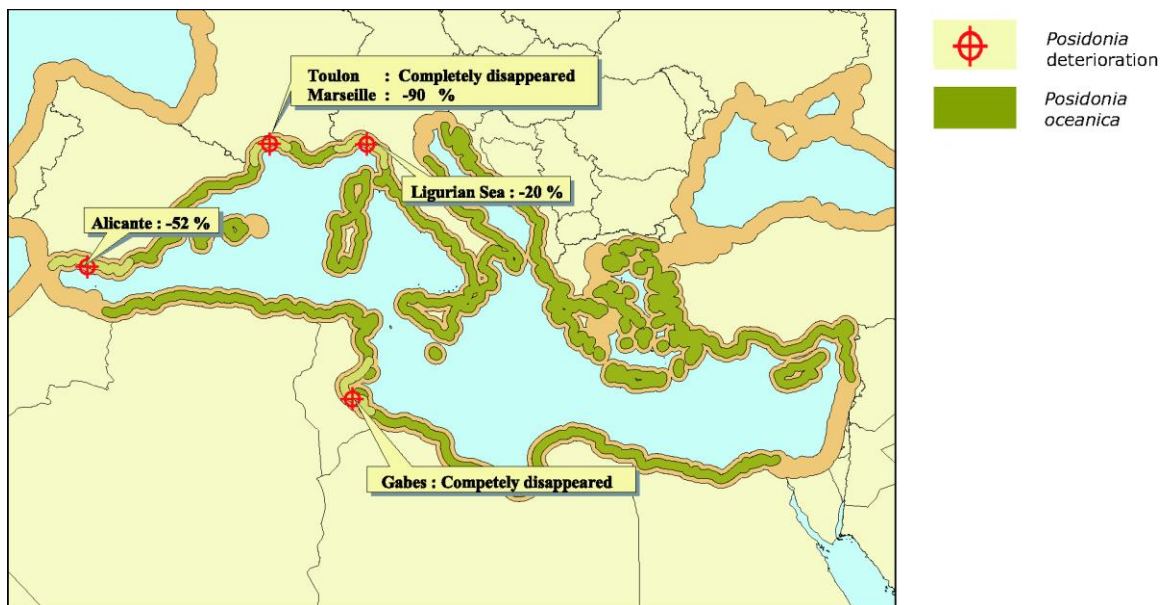 Toulon : Completely disappeared
Marseille : -90 %
Ligurian Sea : -20 %
Alicante : -52 %
Gabes : Competely disappeared
Posidonia
deterioration
Posidonia
oceanica